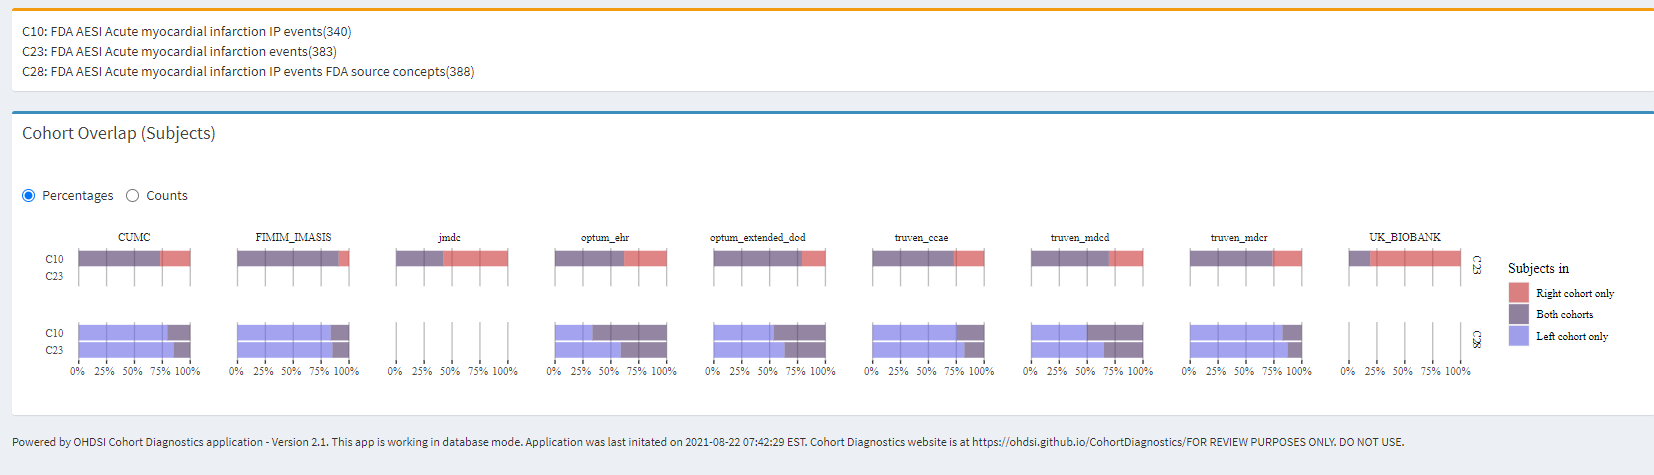 C10: FDA AESI Acute myocardial infarction IP events(340)
C23: FDA AESI Acute myocardial infarction events(383)
C28: FDA AESI Acute myocardial infarction IP events FDA source concepts(388)
Cohort Overlap (Subjects)
Percentages Counts
CUMC FIMIM_IMASIS jmdc optum_ehr optum_extended_dod truven_ccae truven_mdcd truven_mdcr UK_BIOBANK
C10
C23
C23
Subjects in
Right cohort only
Both cohorts
Left cohort only
C10
C23
C28
0% 25% 50% 75% 100% 0% 25% 50% 75% 100% 0% 25% 50% 75% 100% 0% 25% 50% 75% 100% 0% 25% 50% 75% 100% 0% 25% 50% 75% 100% 0% 25% 50% 75% 100% 0% 25% 50% 75% 100% 0% 25% 50% 75% 100%
Powered by OHDSI Cohort Diagnostics application - Version 2.1. This app is working in database mode. Application was last initated on 2021-08-22 07:42:29 EST. Cohort Diagnostics website is at https://ohdsi.github.io/CohortDiagnostics/FOR REVIEW PURPOSES ONLY. DO NOT USE.